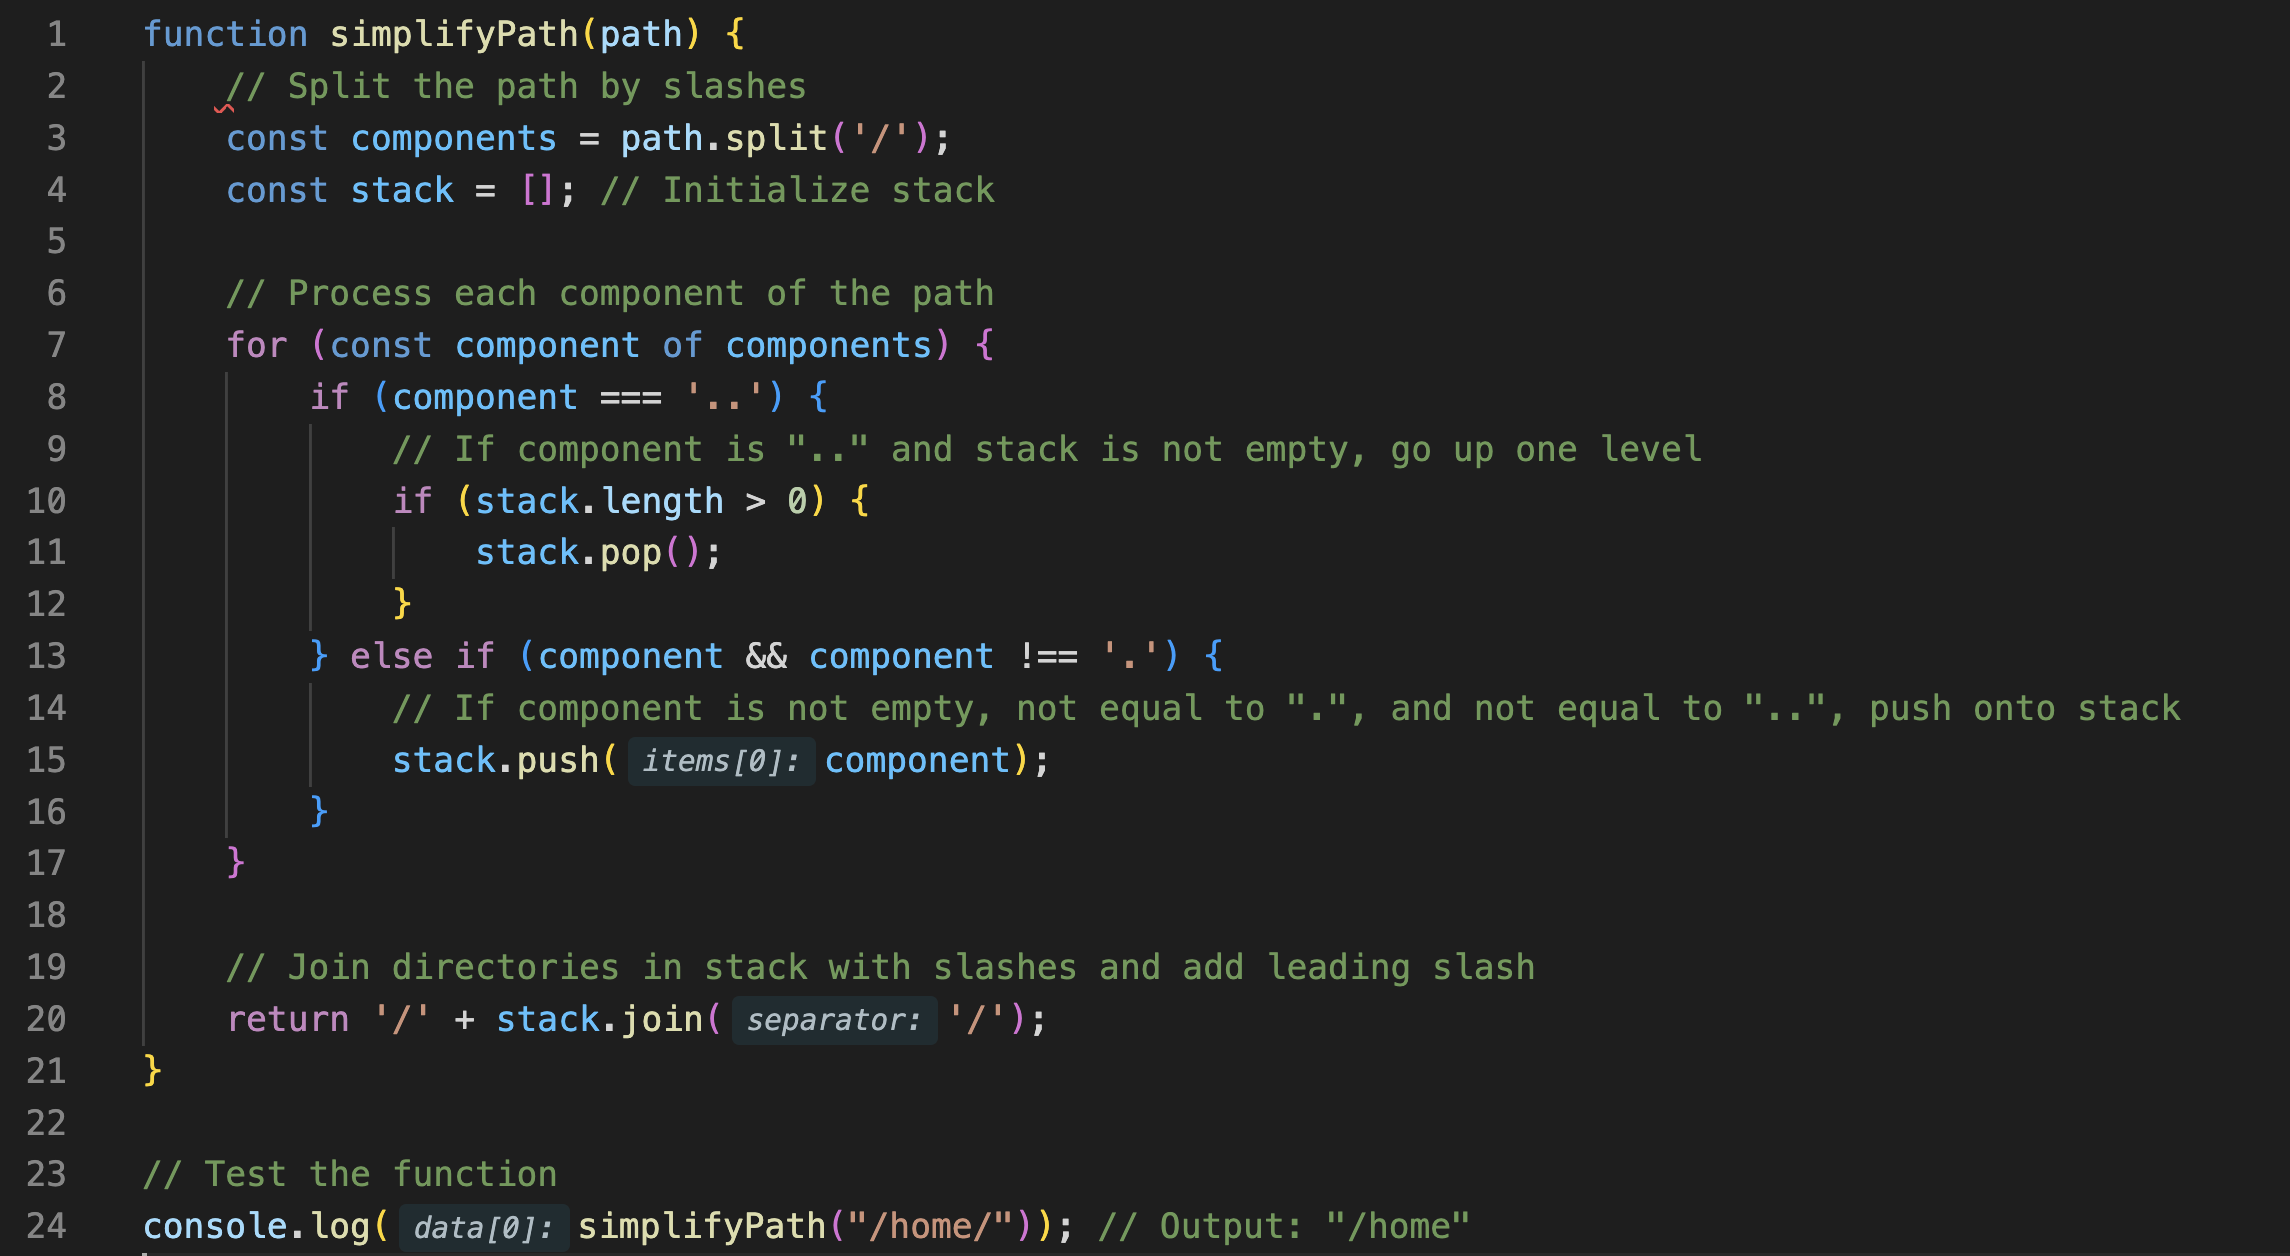 1 function simplifyPath(path) {
2 // Split the path by slashes
3 const components = path.split('/');
4 const stack = []; // Initialize stack
5
6 // Process each component of the path
7 for (const component of components) {
8 if (component === '..') {
9 // If component is ".." and stack is not empty, go up one level
10 if (stack.length > 0) {
11 stack.pop();
12 }
13 } else if (component && component !== '.') {
14 // If component is not empty, not equal to ".", and not equal to "..", push onto stack
15 stack.push( items[0]: component);
16 }
17 }
18
19 // Join directories in stack with slashes and add leading slash
20 return '/' + stack.join( separator: '/');
21 }
22
23 // Test the function
24 console.log( data[0]: simplifyPath("/home/")); // Output: "/home"